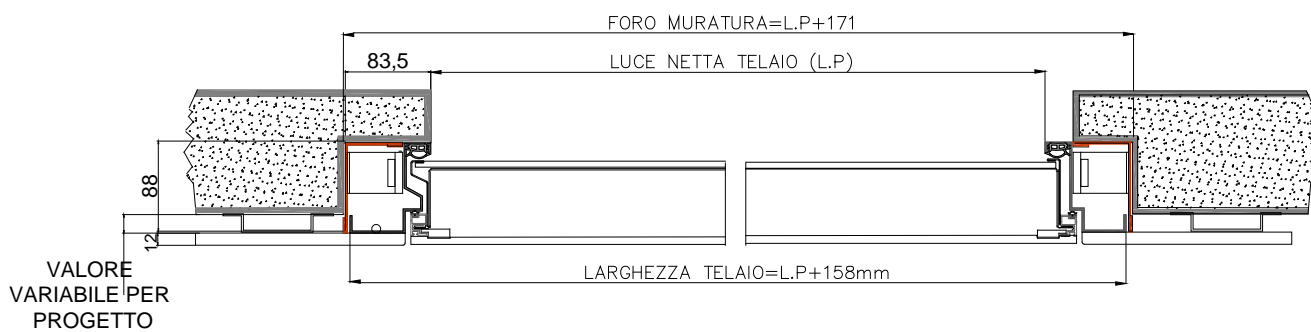 FORO MURATURA=L.P+171
83,5
LUCE NETTA TELAIO (L.P)
88
12
LARGHEZZA TELAIO=L.P+158mm
VALORE
VARIABILE PER
PROGETTO